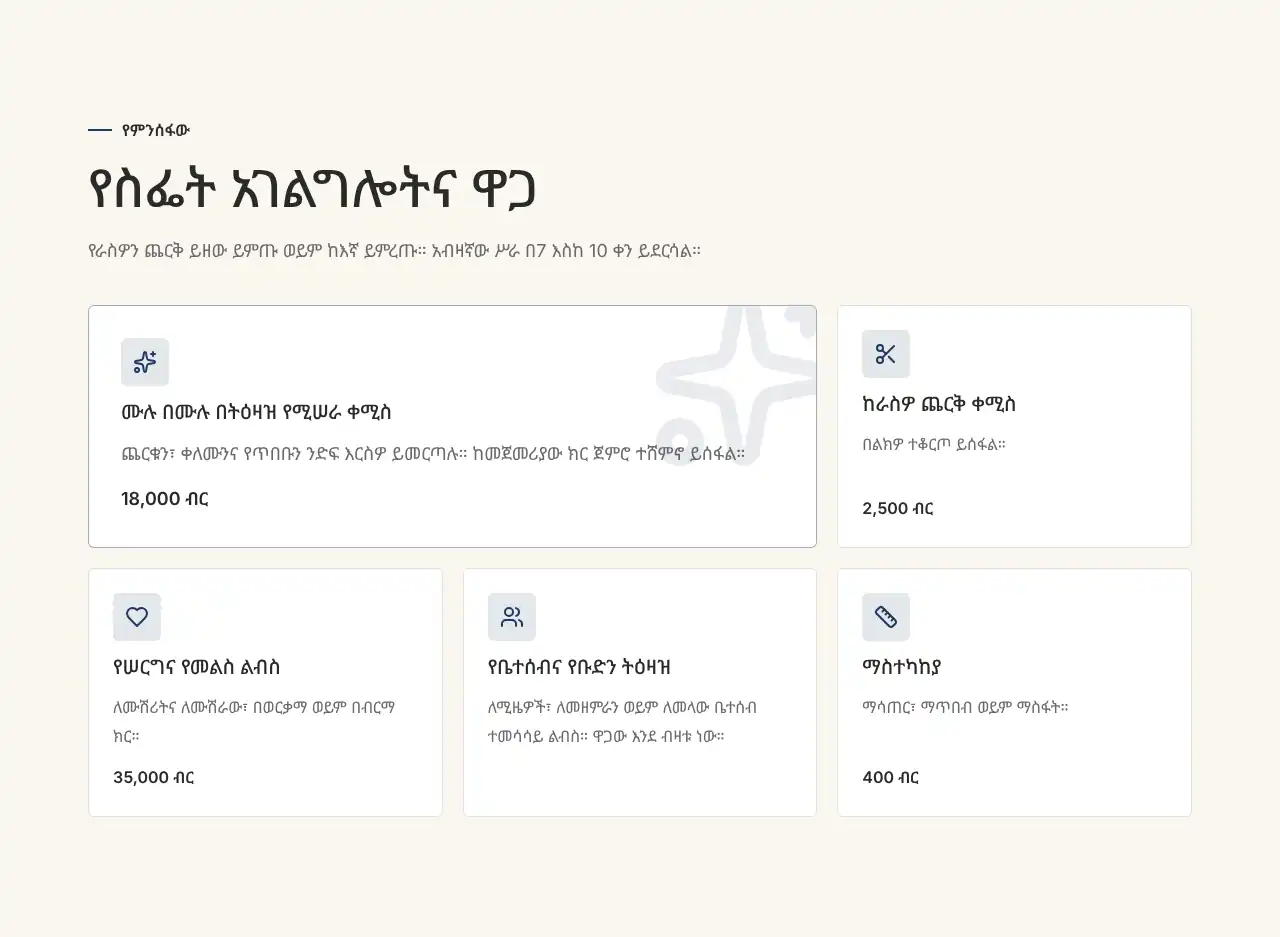 የምንሰፋው
የስፌት አገልግሎትና ዋጋ
የራስዎን ጨርቅ ይዘው ይምጡ ወይም ከእኛ ይምረጡ። አብዛኛው ሥራ በ7 እስከ 10 ቀን ይደርሳል።
ሙሉ በሙሉ በትዕዛዝ የሚሠራ ቀሚስ
ጨርቁን፣ ቀለሙንና የጥበቡን ንድፍ እርስዎ ይመርጣሉ። ከመጀመሪያው ክር ጀምሮ ተሸምኖ ይሰፋል።
18,000 ብር
ከራስዎ ጨርቅ ቀሚስ
በልክዎ ተቆርጦ ይሰፋል።
2,500 ብር
የሠርግና የመልስ ልብስ
ለሙሽሪትና ለሙሽራው፣ በወርቃማ ወይም በብርማ
ክር።
35,000 ብር
የቤተሰብና የቡድን ትዕዛዝ
ለሚዜዎች፣ ለመዘምራን ወይም ለመላው ቤተሰብ
ተመሳሳይ ልብስ። ዋጋው እንደ ብዛቱ ነው።
ማስተካከያ
ማሳጠር፣ ማጥበብ ወይም ማስፋት።
400 ብር